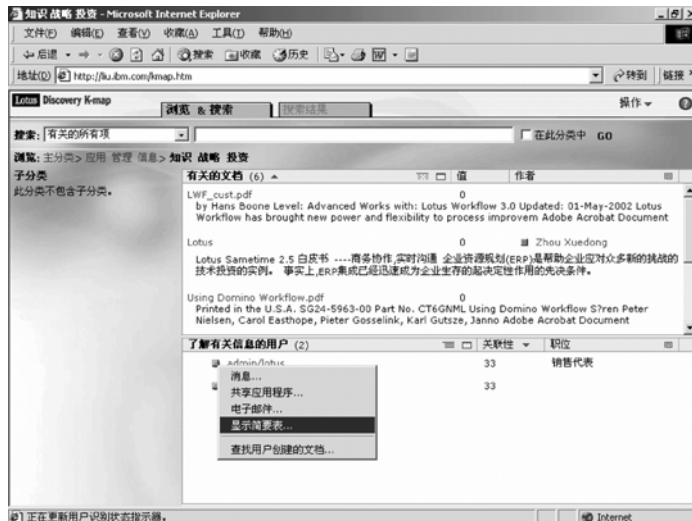 知识 战略 投资 - Microsoft Internet Explorer
文件(F) 编辑(E) 查看(V) 收藏(A) 工具(T) 帮助(H)
后退 搜索 收藏 历史
地址(D) http://liu.ibm.com/kmap.htm 转到 链接
Lotus Discovery K-map 浏览 & 搜索 搜索结果 操作
搜索: 有关的所有项 在此分类中 GO
浏览: 主分类> 应用 管理 信息> 知识 战略 投资
子分类 有关的文档 (6) 值 作者
此分类不包含子分类。
LWF_cust.pdf 0
by Hans Boone Level: Advanced Works with: Lotus Workflow 3.0 Updated: 01-May-2002 Lotus
Workflow has brought new power and flexibility to process improvem Adobe Acrobat Document
Lotus 0 Zhou Xuedong
Lotus Sametime 2.5 白皮书 ----商务协作,实时沟通 企业资源规划(ERP)是帮助企业应对众多新的挑战的
技术投资的实例。 事实上,ERP集成已经迅速成为企业生存的起决定性作用的先决条件。
Using Domino Workflow.pdf 0
Printed in the U.S.A. SG24-5963-00 Part No. CT6GNML Using Domino Workflow S?ren Peter
Nielsen, Carol Easthope, Pieter Gosselink, Karl Gutsze, Janno Adobe Acrobat Document
了解有关信息的用户 (2) 关联性 职位
admin/lotus 33 销售代表
消息...
33
共享应用程序...
电子邮件...
显示简要表...
查找用户创建的文档...
正在更新用户识别状态指示器。 Internet